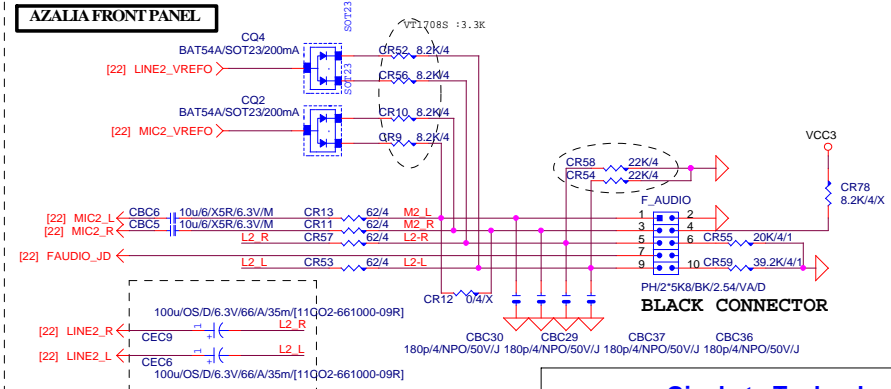 AZALIA FRONT PANEL
SOT23
VT1708S :3.3K
CQ4
BAT54A/SOT23/200mA
CR52 8.2K/4
[22] LINE2_VREFO
SOT23
CR56 8.2K/4
CQ2
BAT54A/SOT23/200mA
CR10 8.2K/4
[22] MIC2_VREFO
CR9 8.2K/4
VCC3
CR58 22K/4
CR54 22K/4
CR78
8.2K/4/X
F_AUDIO
[22] MIC2_L CBC6 10u/6/X5R/6.3V/M CR13 62/4 M2_L 1 2
[22] MIC2_R CBC5 10u/6/X5R/6.3V/M CR11 62/4 M2_R 3 4
L2_R CR57 62/4 L2-R 5 6 CR55 20K/4/1
[22] FAUDIO_JD 7
L2_L CR53 62/4 L2-L 9 10 CR59 39.2K/4/1
PH/2*5K8/BK/2.54/VA/D
CR12 0/4/X
BLACK CONNECTOR
100u/OS/D/6.3V/66/A/35m/[11CO2-661000-09R]
[22] LINE2_R 1 + L2_R
CEC9
[22] LINE2_L 1 + L2_L
CEC6
100u/OS/D/6.3V/66/A/35m/[11CO2-661000-09R]
CBC30 CBC29 CBC37 CBC36
180p/4/NPO/50V/J 180p/4/NPO/50V/J 180p/4/NPO/50V/J 180p/4/NPO/50V/J